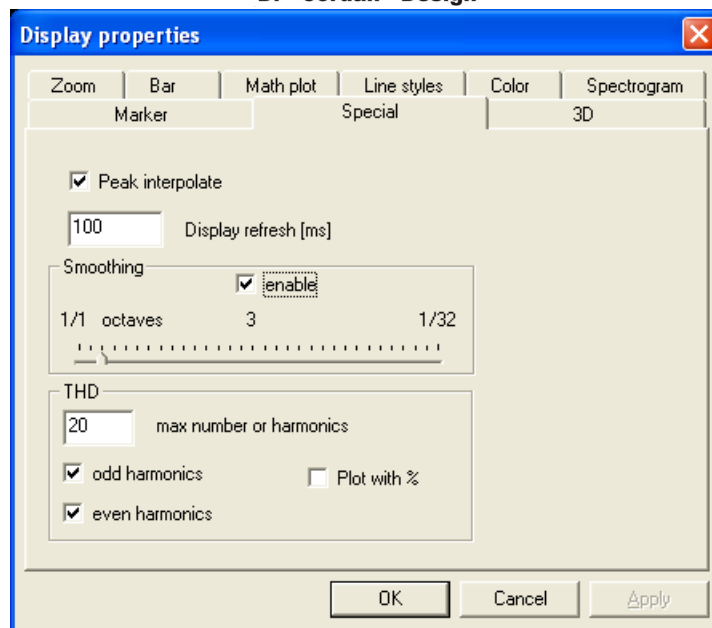 Display properties
Zoom Bar Math plot Line styles Color Spectrogram
Marker Special 3D
Peak interpolate
100 Display refresh [ms]
Smoothing
enable
1/1 octaves 3 1/32
THD
20 max number or harmonics
odd harmonics Plot with %
even harmonics
OK Cancel Apply